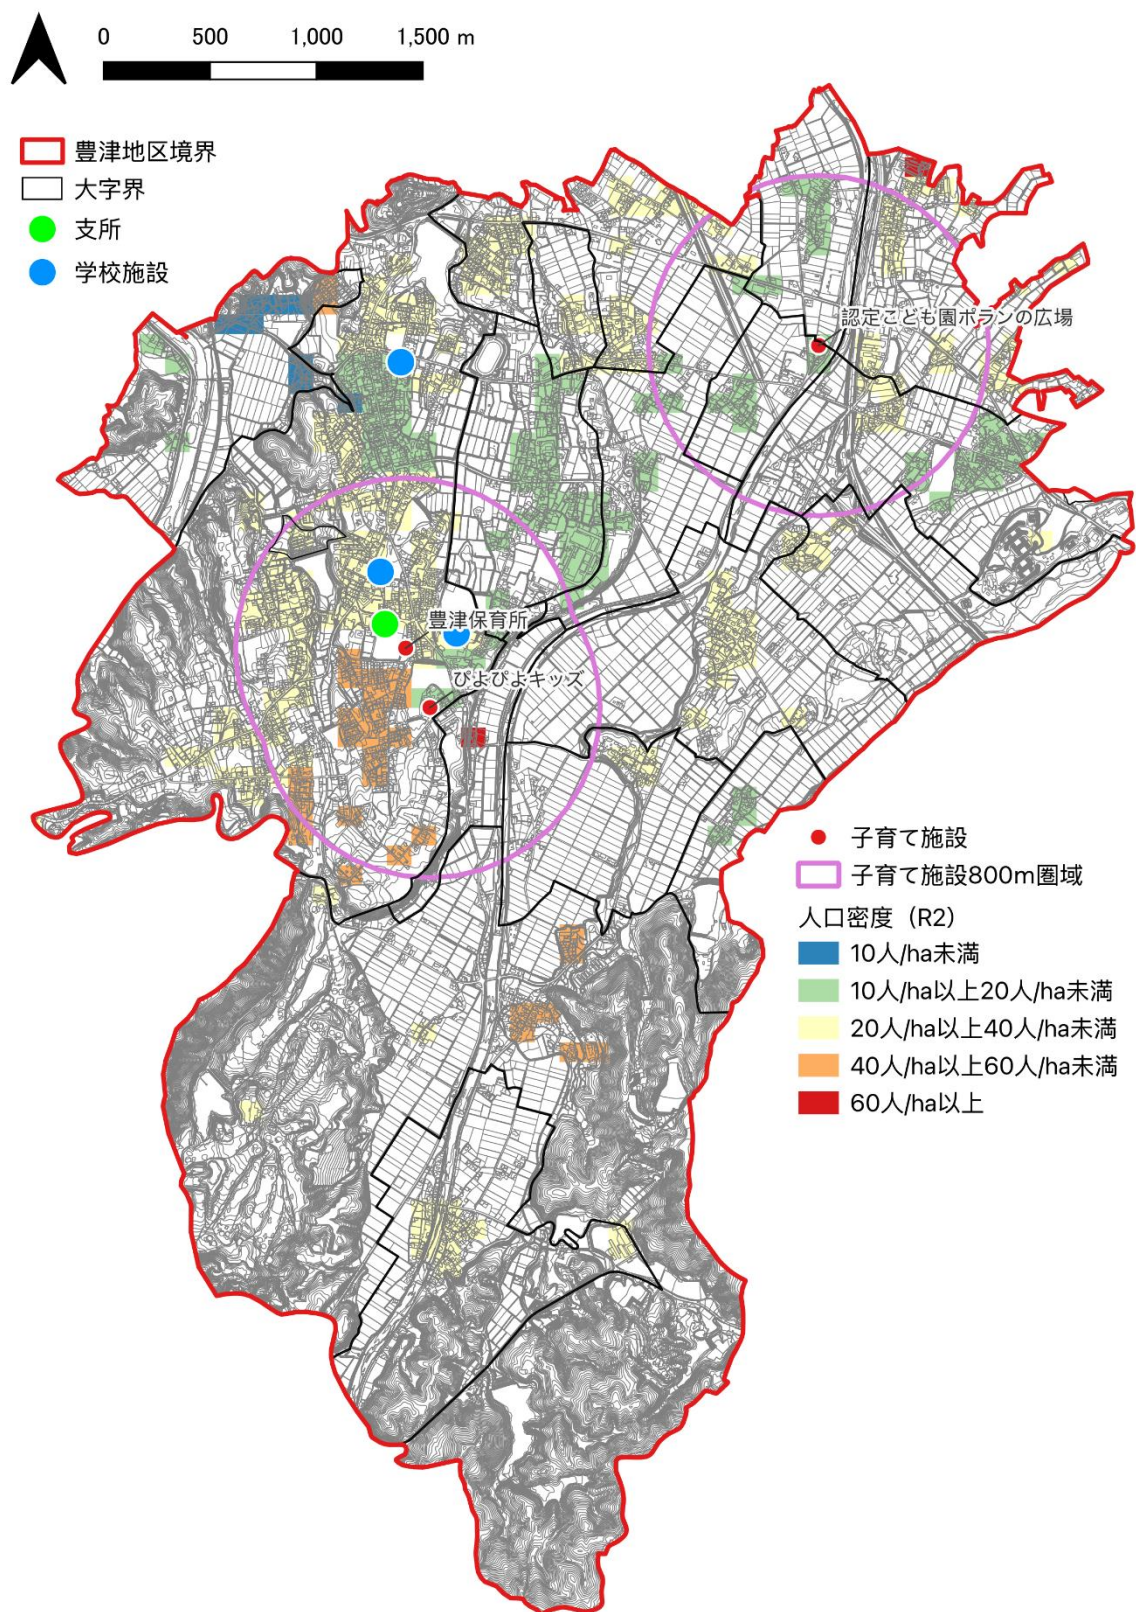 0 500 1,000 1,500 m
豊津地区境界
大字界
支所
学校施設
認定こども園ポランの広場
豊津保育所
ぴよぴよキッズ
子育て施設
子育て施設800m圏域
人口密度（R2）
10人/ha未満
10人/ha以上20人/ha未満
20人/ha以上40人/ha未満
40人/ha以上60人/ha未満
60人/ha以上